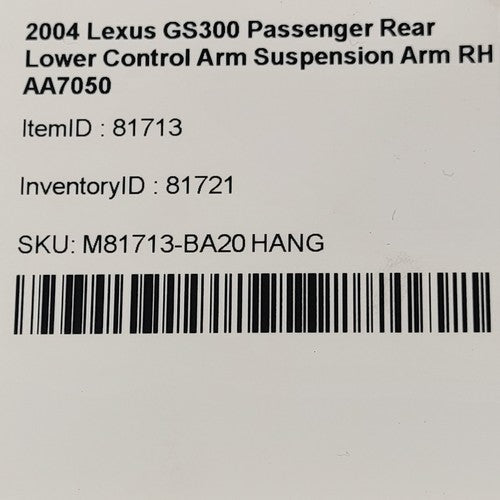 2004 Lexus GS300 Passenger Rear
Lower Control Arm Suspension Arm RH
AA7050
ItemID : 81713
InventoryID : 81721
SKU: M81713-BA20 HANG